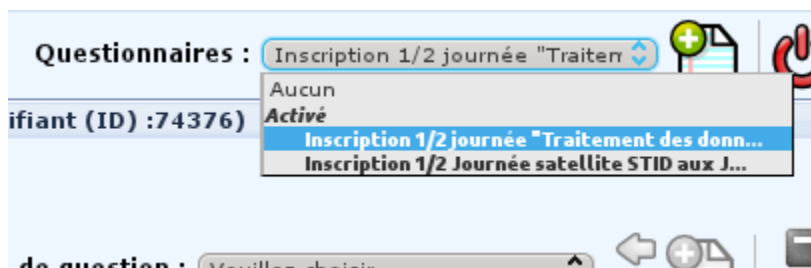 Questionnaires : Inscription 1/2 journée "Traitem
Aucun
ifiant (ID) :74376) Activé
Inscription 1/2 journée "Traitement des donn...
Inscription 1/2 Journée satellite STID aux J...
de question : Veuillez choisir